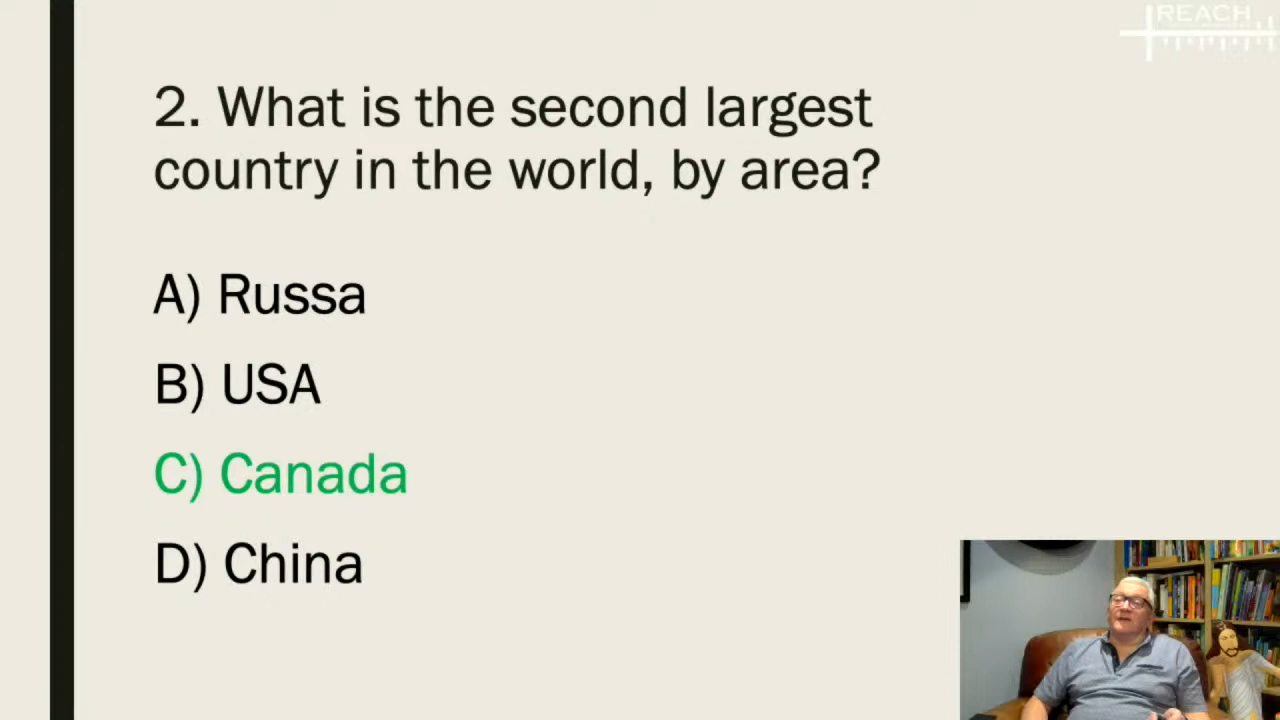 REACH
2. What is the second largest
country in the world, by area?
A) Russa
B) USA
C) Canada
D) China